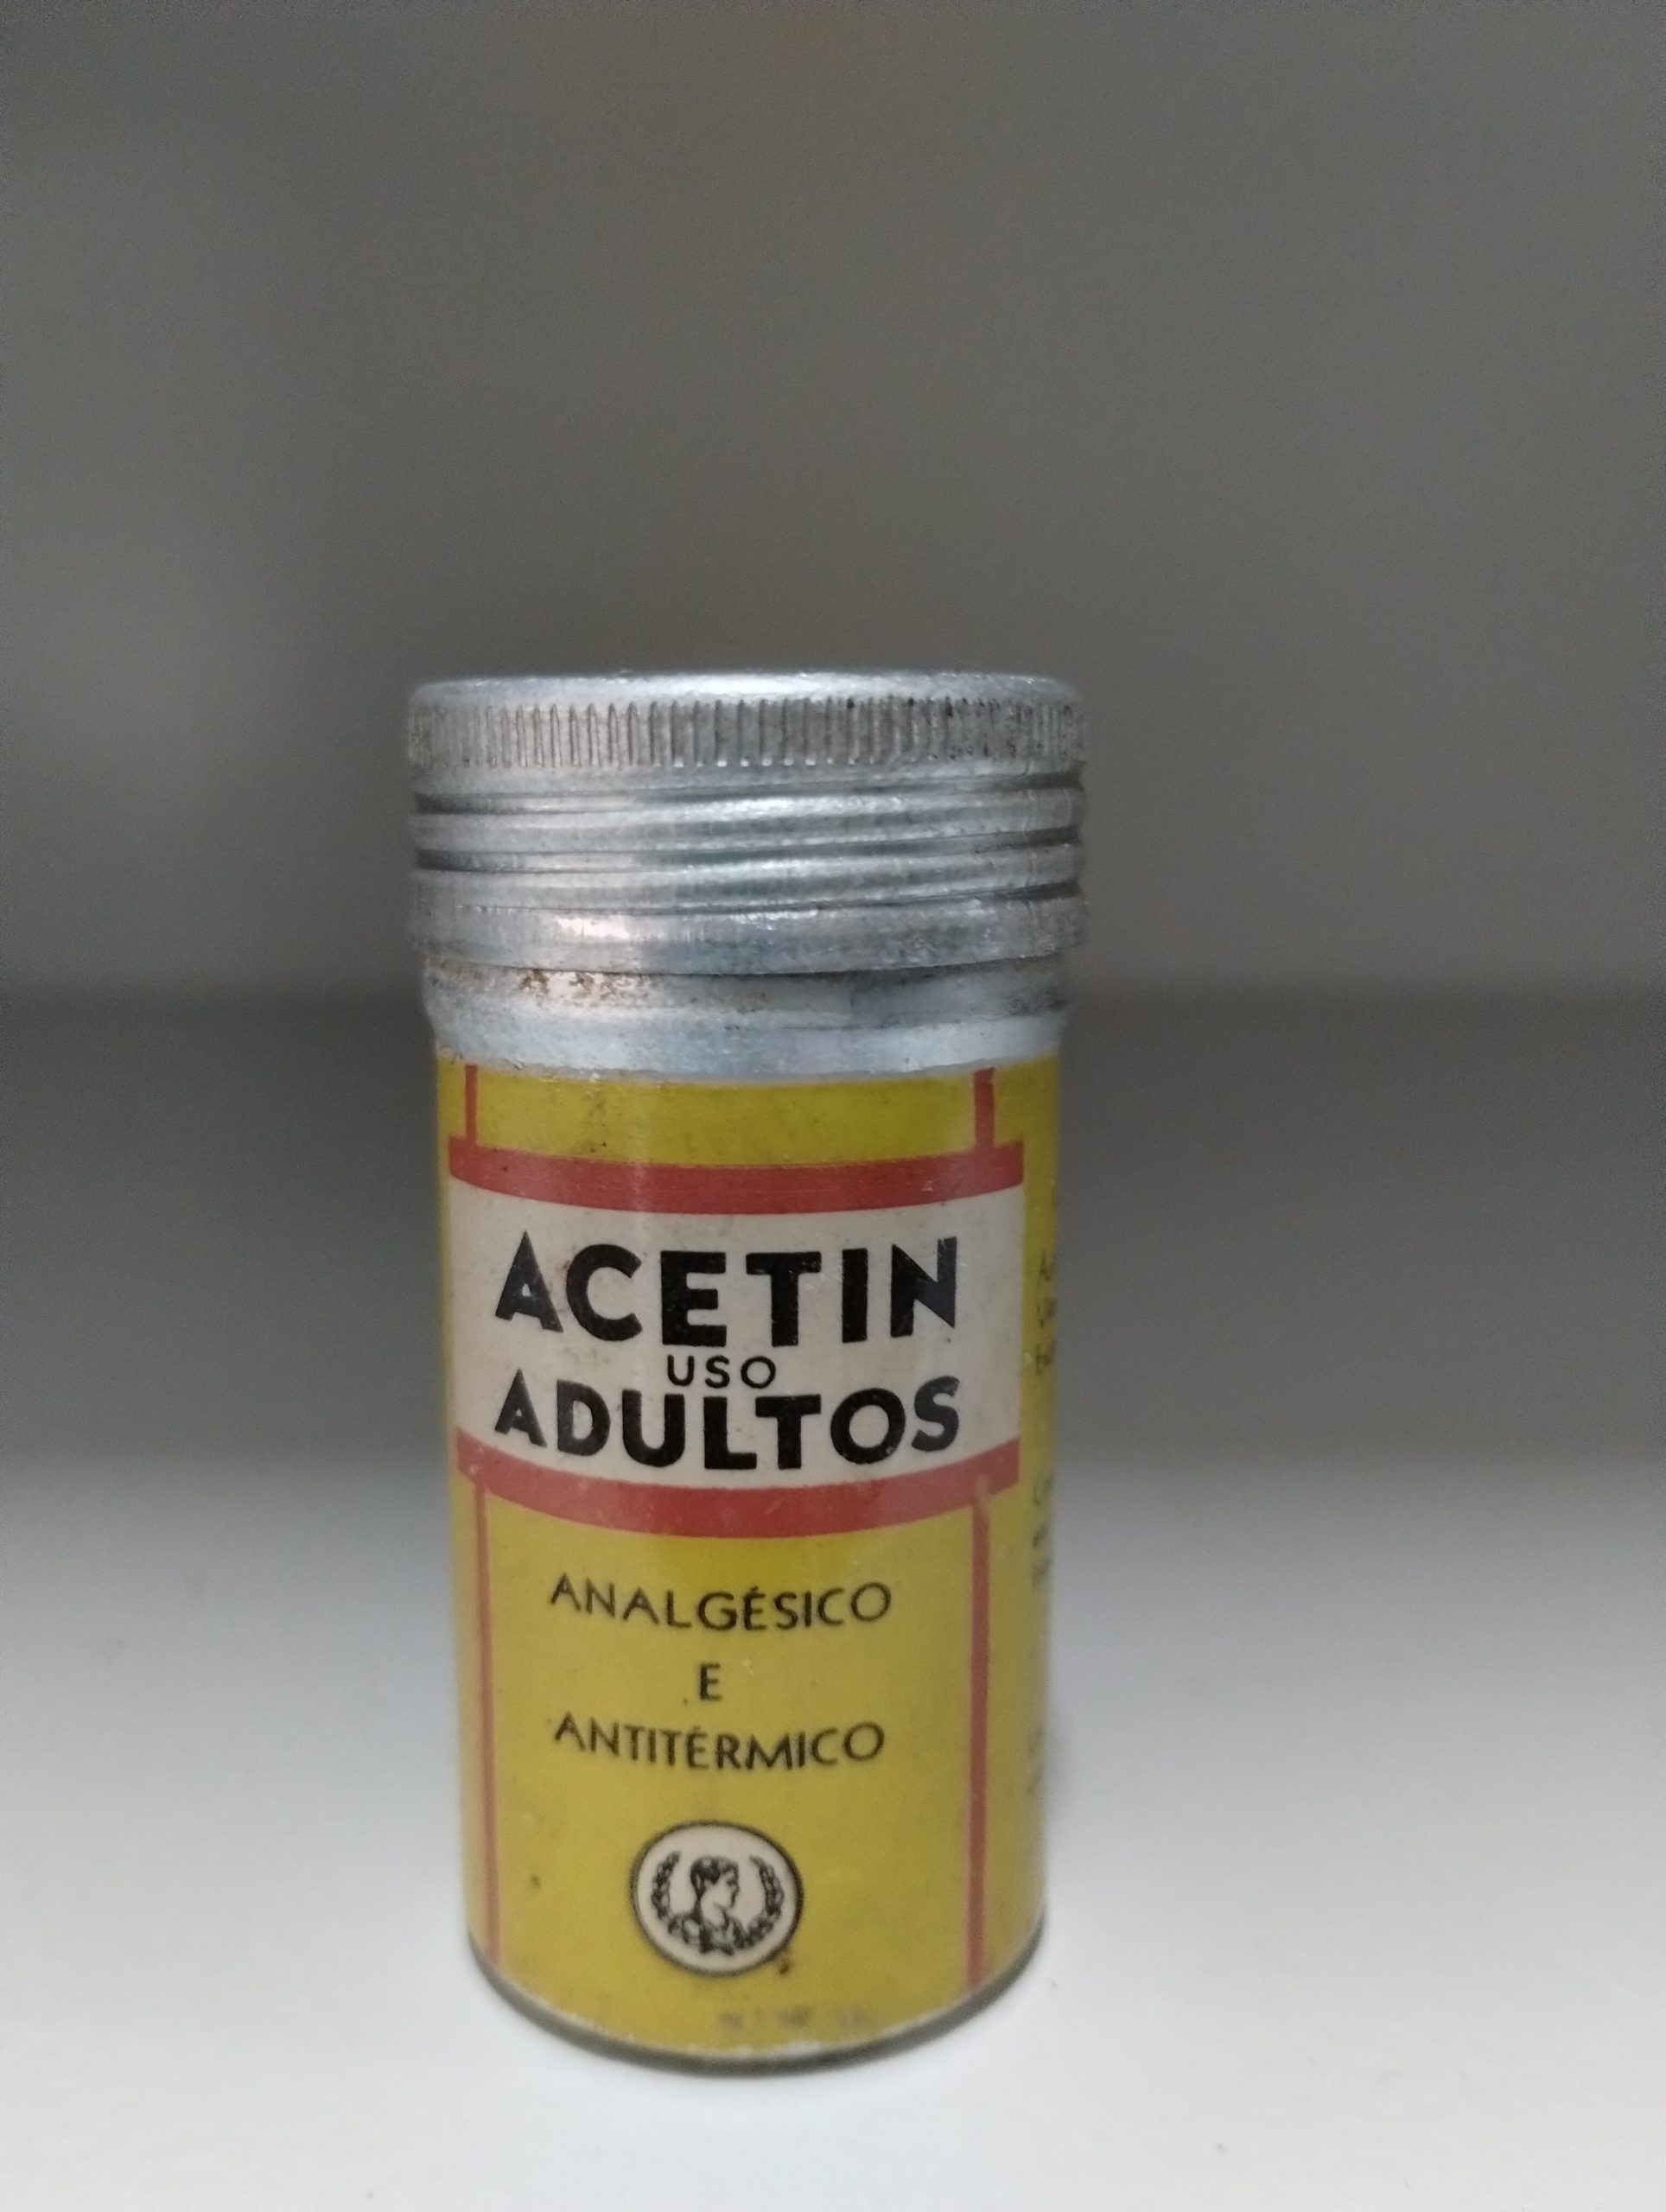 ACETIN
USO
ADULTOS
ANALGÉSICO
E
ANTITÉRMICO